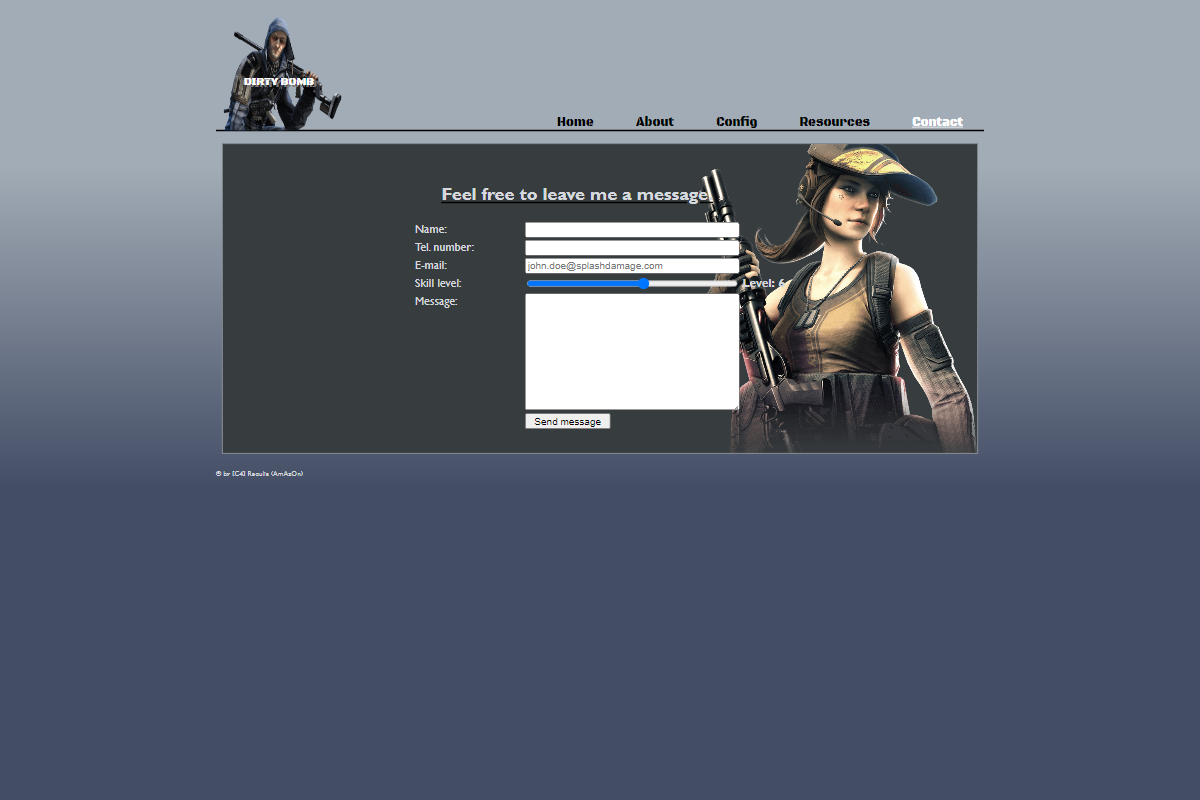 DIRTY BOMB
Home About Config Resources Contact
Feel free to leave me a message
Name:
Tel. number:
E-mail: john.doe@splashdamage.com
Skill level: Level: 6
Message:
Send message
© by [C4] Raquila (AmAzOn)